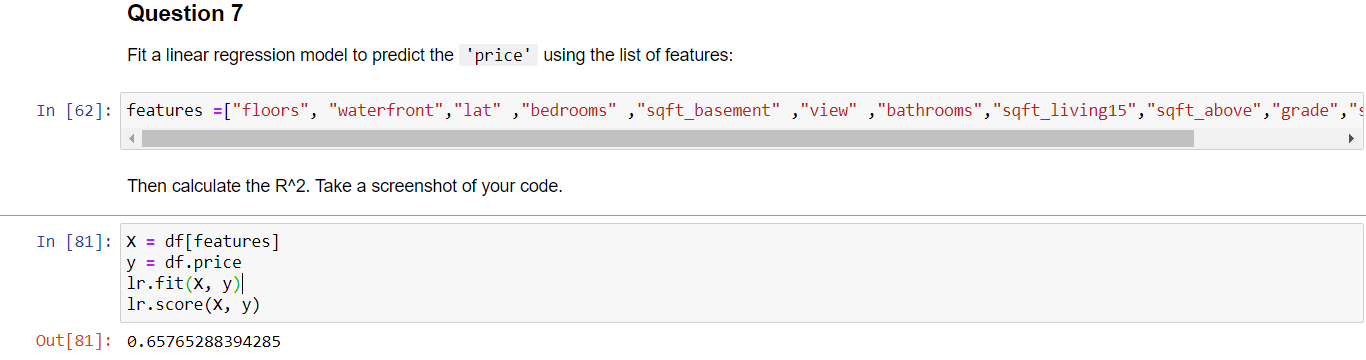 Question 7
Fit a linear regression model to predict the 'price' using the list of features:
In [62]: features =["floors", "waterfront","lat" ,"bedrooms" ,"sqft_basement" ,"view" ,"bathrooms","sqft_living15","sqft_above","grade","s
Then calculate the R^2. Take a screenshot of your code.
In [81]: X = df[features]
y = df.price
lr.fit(X, y)
lr.score(X, y)
Out[81]: 0.65765288394285